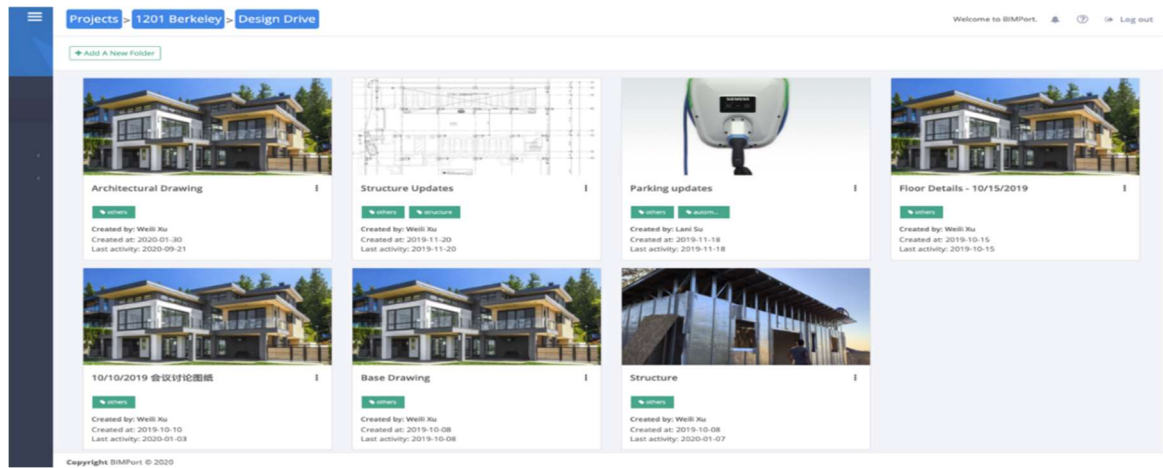 Projects > 1201 Berkeley > Design Drive
Welcome to BIMPort.
Log out
+ Add A New Folder
SIEMENS
Architectural Drawing
others
Created by: Weili Xu
Created at: 2020-01-30
Last activity: 2020-09-21
Structure Updates
others structure
Created by: Weili Xu
Created at: 2019-11-20
Last activity: 2019-11-20
Parking updates
others autom...
Created by: Lani Su
Created at: 2019-11-18
Last activity: 2019-11-18
Floor Details - 10/15/2019
others
Created by: Weili Xu
Created at: 2019-10-15
Last activity: 2019-10-15
10/10/2019 会议讨论图纸
others
Created by: Weili Xu
Created at: 2019-10-10
Last activity: 2020-01-03
Base Drawing
others
Created by: Weili Xu
Created at: 2019-10-08
Last activity: 2019-10-08
Structure
others
Created by: Weili Xu
Created at: 2019-10-08
Last activity: 2020-01-07
Copyright BIMPort © 2020